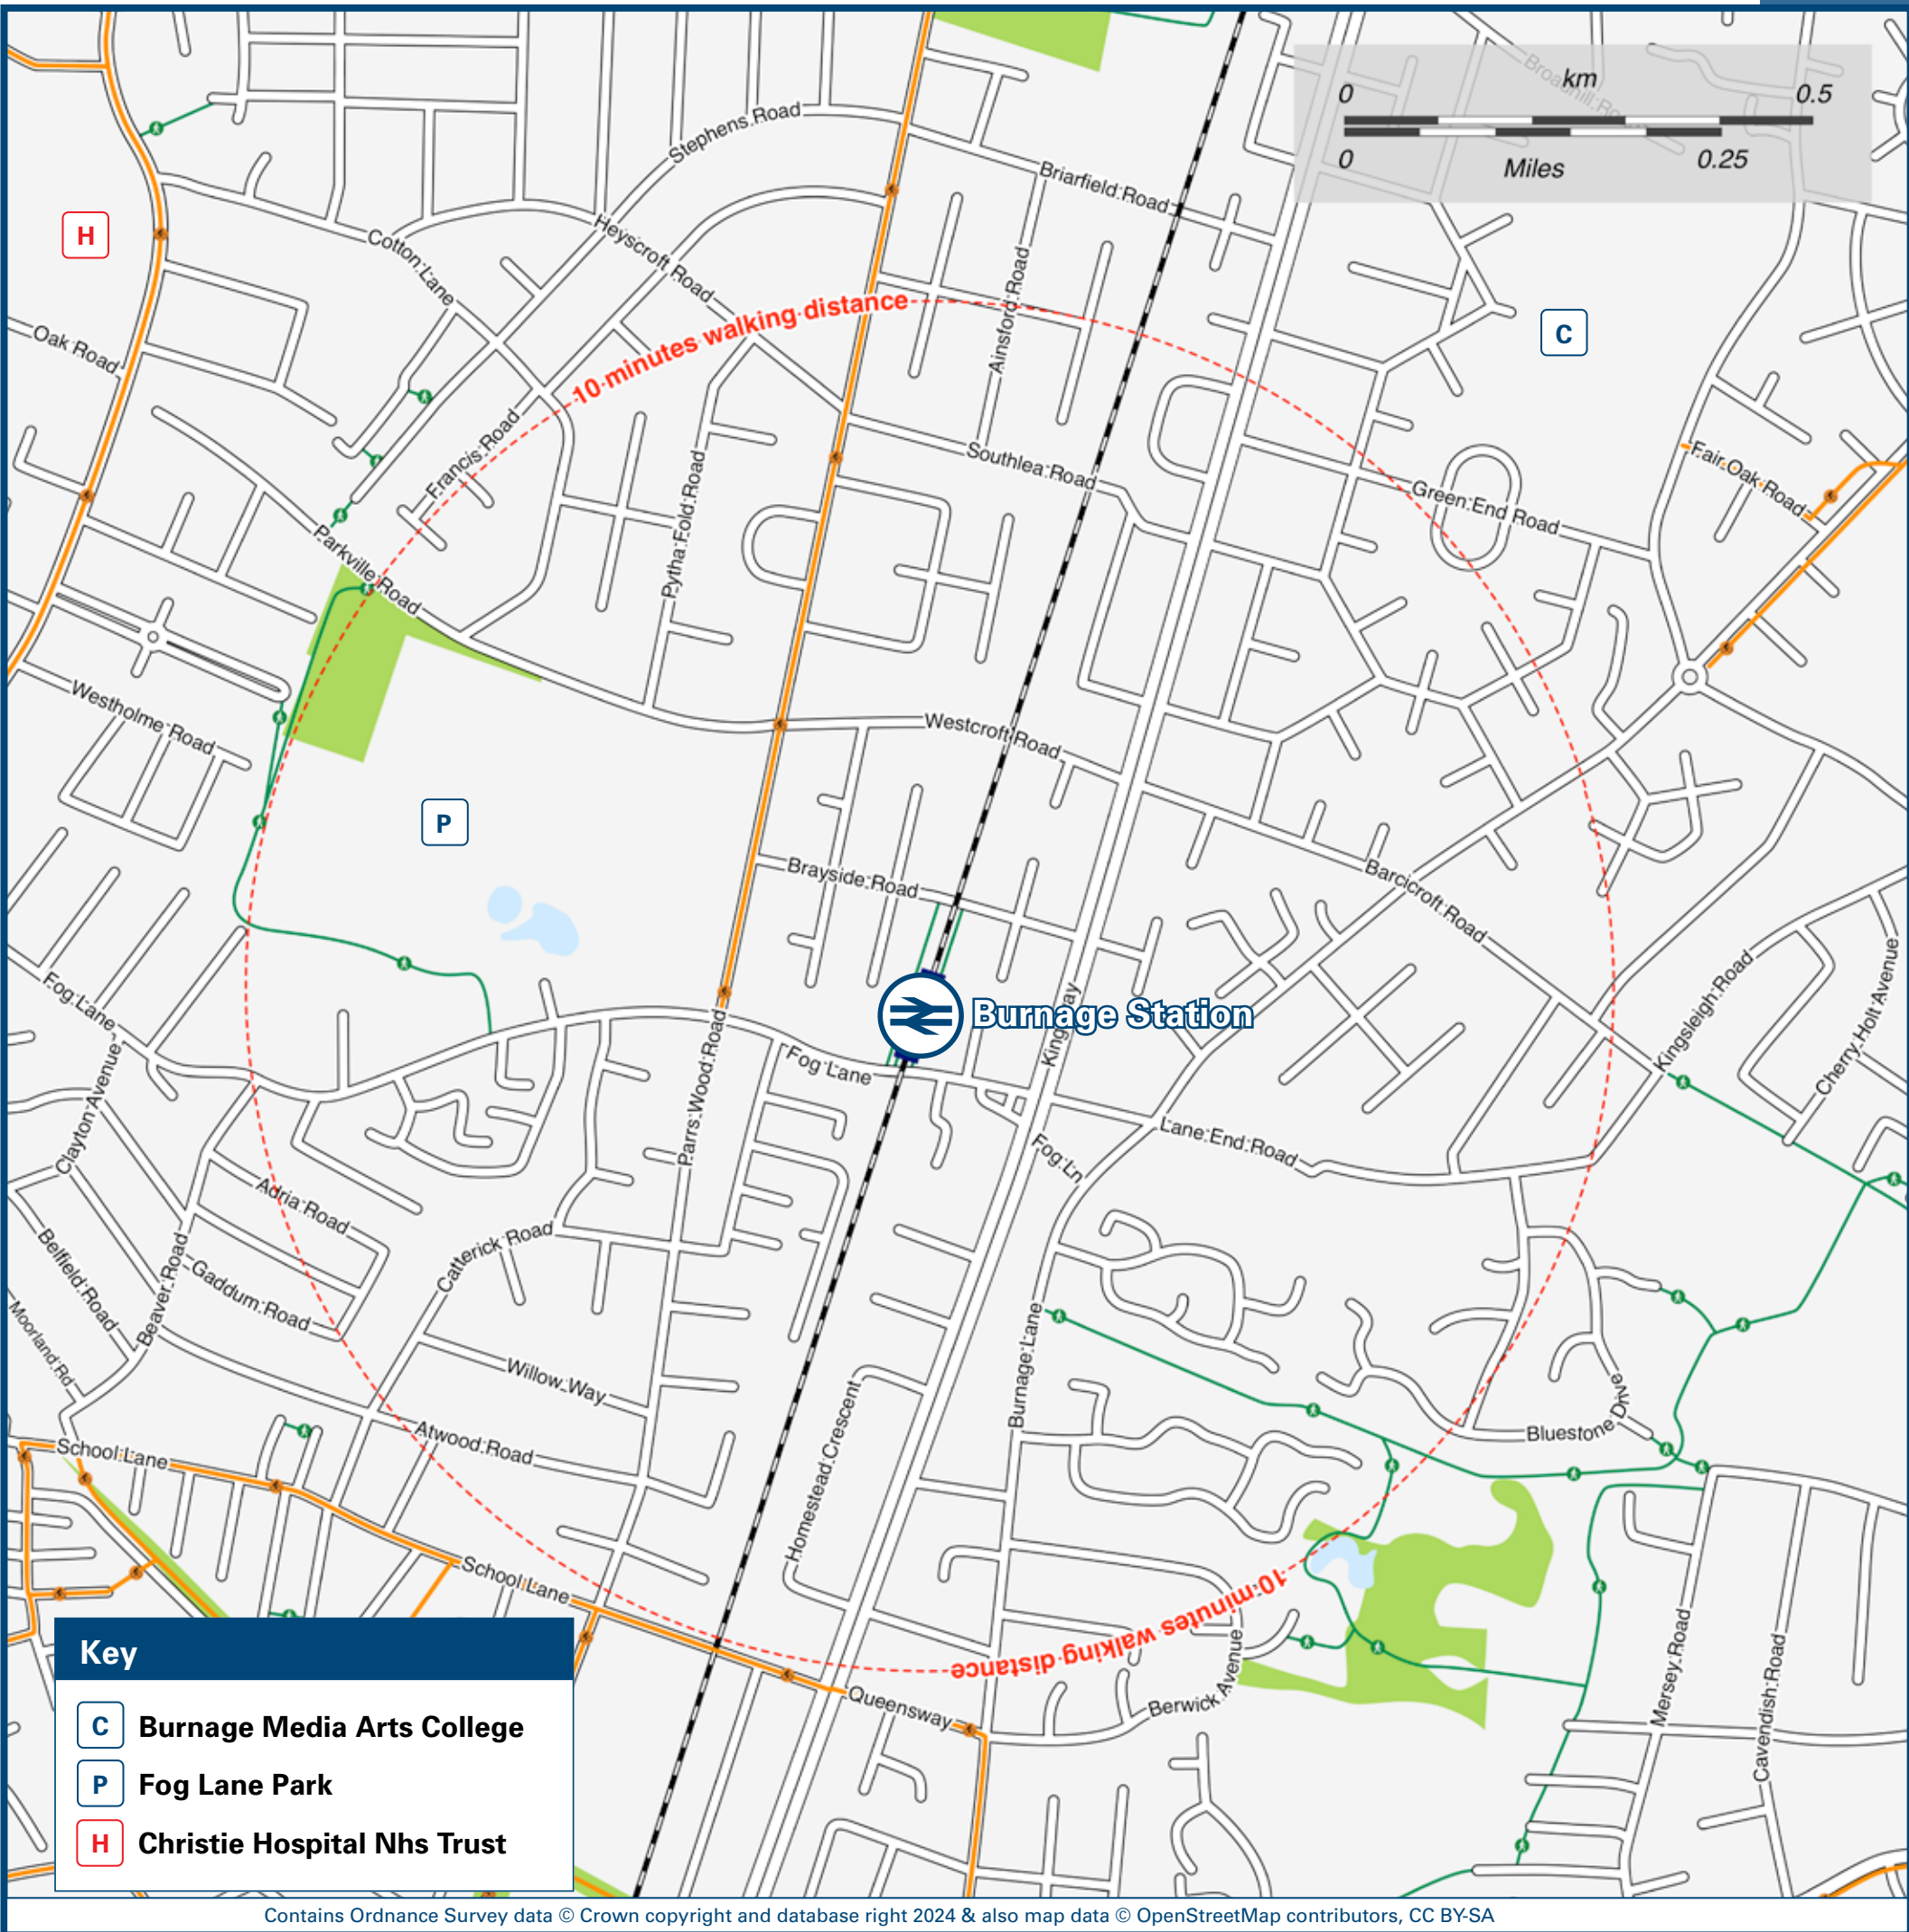 km
0 0.5
0 Miles 0.25
Broadhill Road
Stephens Road
Briarfield Road
H
Heyscroft Road
Cotton Lane
Ainsford Road
10 minutes walking distance
C
Oak Road
Francis Road
Southlea Road
Fair Oak Road
Green End Road
Pytha Fold Road
Parkville Road
Westholme Road
Westcroft Road
P
Brayside Road
Barcicroft Road
Fog Lane
Kingsway
Burnage Station
Kingsleigh Road
Cherry Holt Avenue
Fog Lane
Clayton Avenue
Parrs Wood Road
Lane End Road
Fog Ln
Adria Road
Catterick Road
Bellfield Road
Beaver Road
Gaddum Road
Moorland Rd
Willow Way
Burnage Lane
Homestead Crescent
Bluestone Drive
Atwood Road
School Lane
School Lane
10 minutes walking distance
Queensway
Berwick Avenue
Mersey Road
Cavendish Road
Key
C Burnage Media Arts College
P Fog Lane Park
H Christie Hospital Nhs Trust
Contains Ordnance Survey data © Crown copyright and database right 2024 & also map data © OpenStreetMap contributors, CC BY-SA